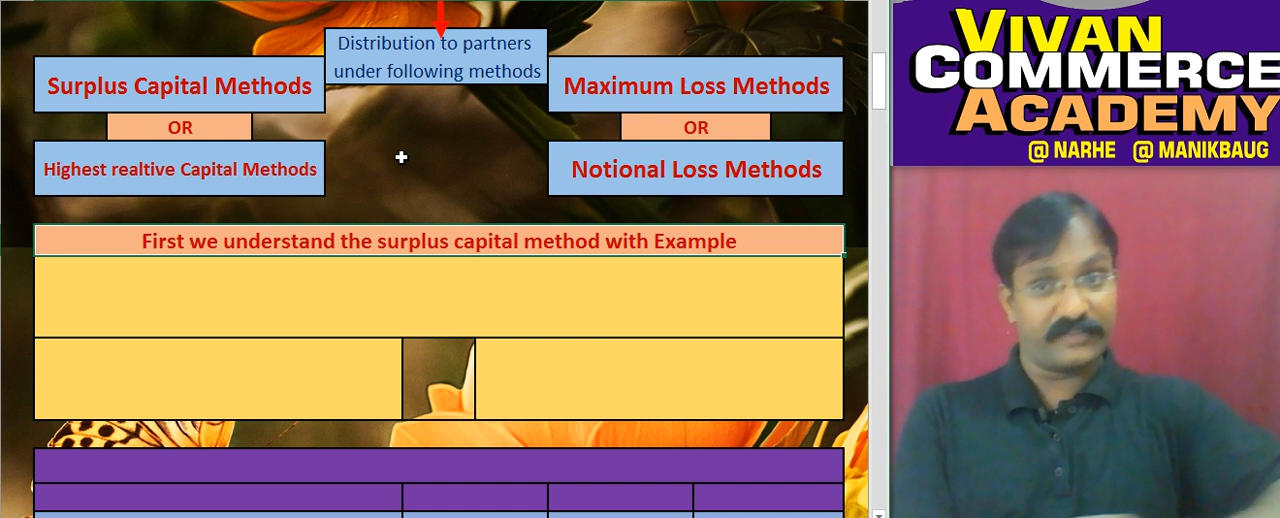 Distribution to partners
under following methods
Surplus Capital Methods
OR
Highest realtive Capital Methods
Maximum Loss Methods
OR
Notional Loss Methods
First we understand the surplus capital method with Example
VIVAN
COMMERCE
ACADEMY
@ NARHE @ MANIKBAUG